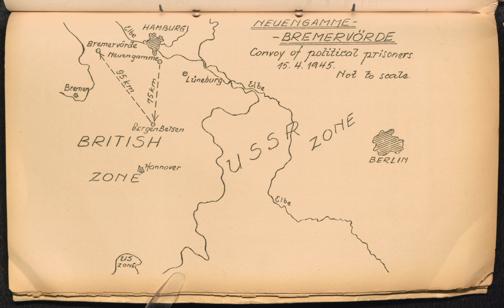 NEUENGAMME-
-BREMERVÖRDE
Convoy of political prisoners
15.4.1945.
Not to scale
Elbe
HAMBURG
Bremervörde
Neuengamme
Lüneburg
Elbe
Bremen
95 km
75 km
Bergen Belsen
BRITISH
ZONE
Hannover
USSR
ZONE
BERLIN
Elbe
US
ZONE